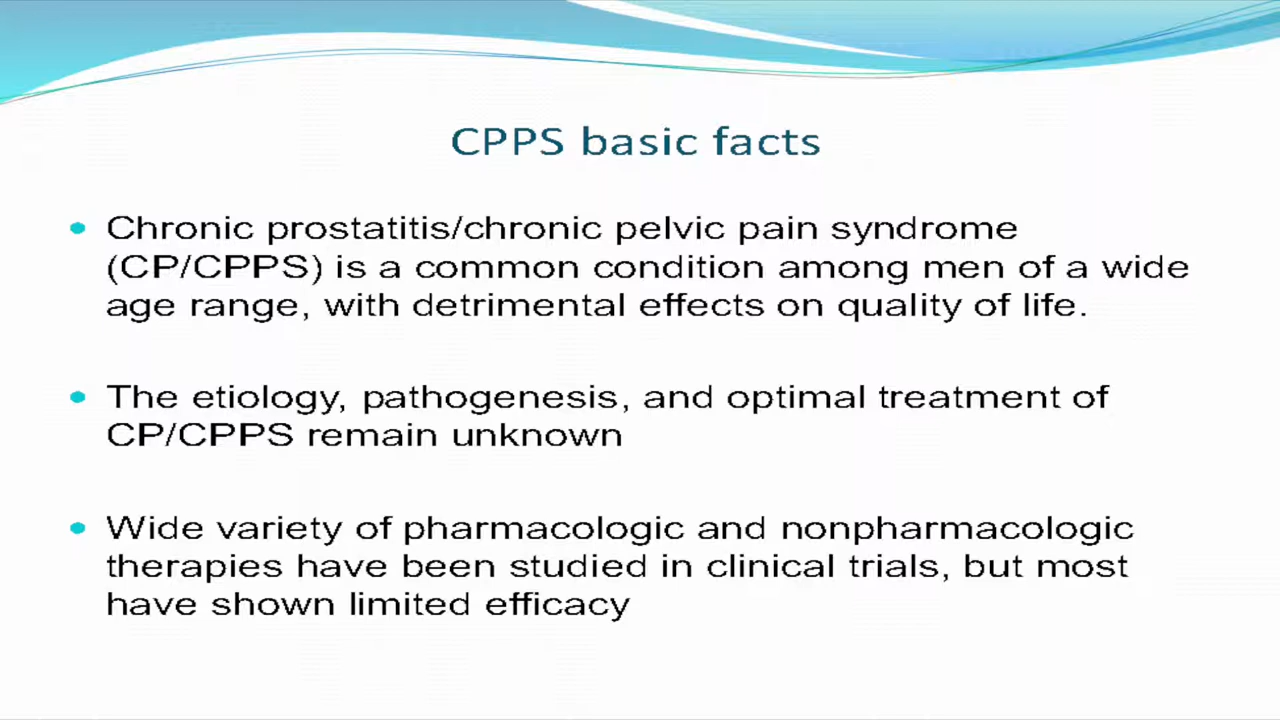 CPPS basic facts
• Chronic prostatitis/chronic pelvic pain syndrome
(CP/CPPS) is a common condition among men of a wide
age range, with detrimental effects on quality of life.
• The etiology, pathogenesis, and optimal treatment of
CP/CPPS remain unknown
• Wide variety of pharmacologic and nonpharmacologic
therapies have been studied in clinical trials, but most
have shown limited efficacy